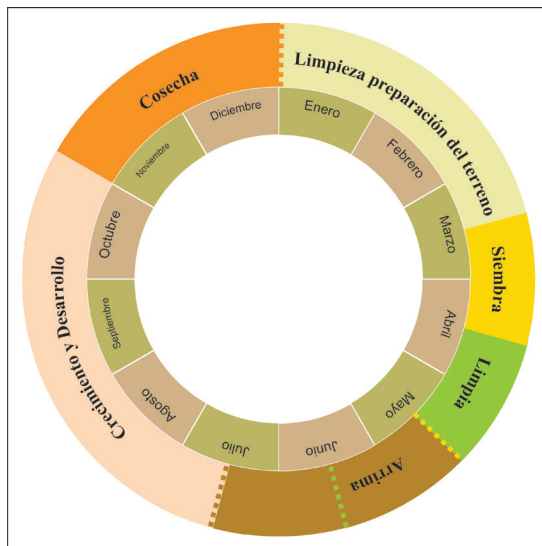 Limpieza preparación del terreno
Siembra
Limpia
Arrima
Crecimiento y Desarrollo
Cosecha
Enero
Febrero
Marzo
Abril
Mayo
Junio
Julio
Agosto
Septiembre
Octubre
Noviembre
Diciembre